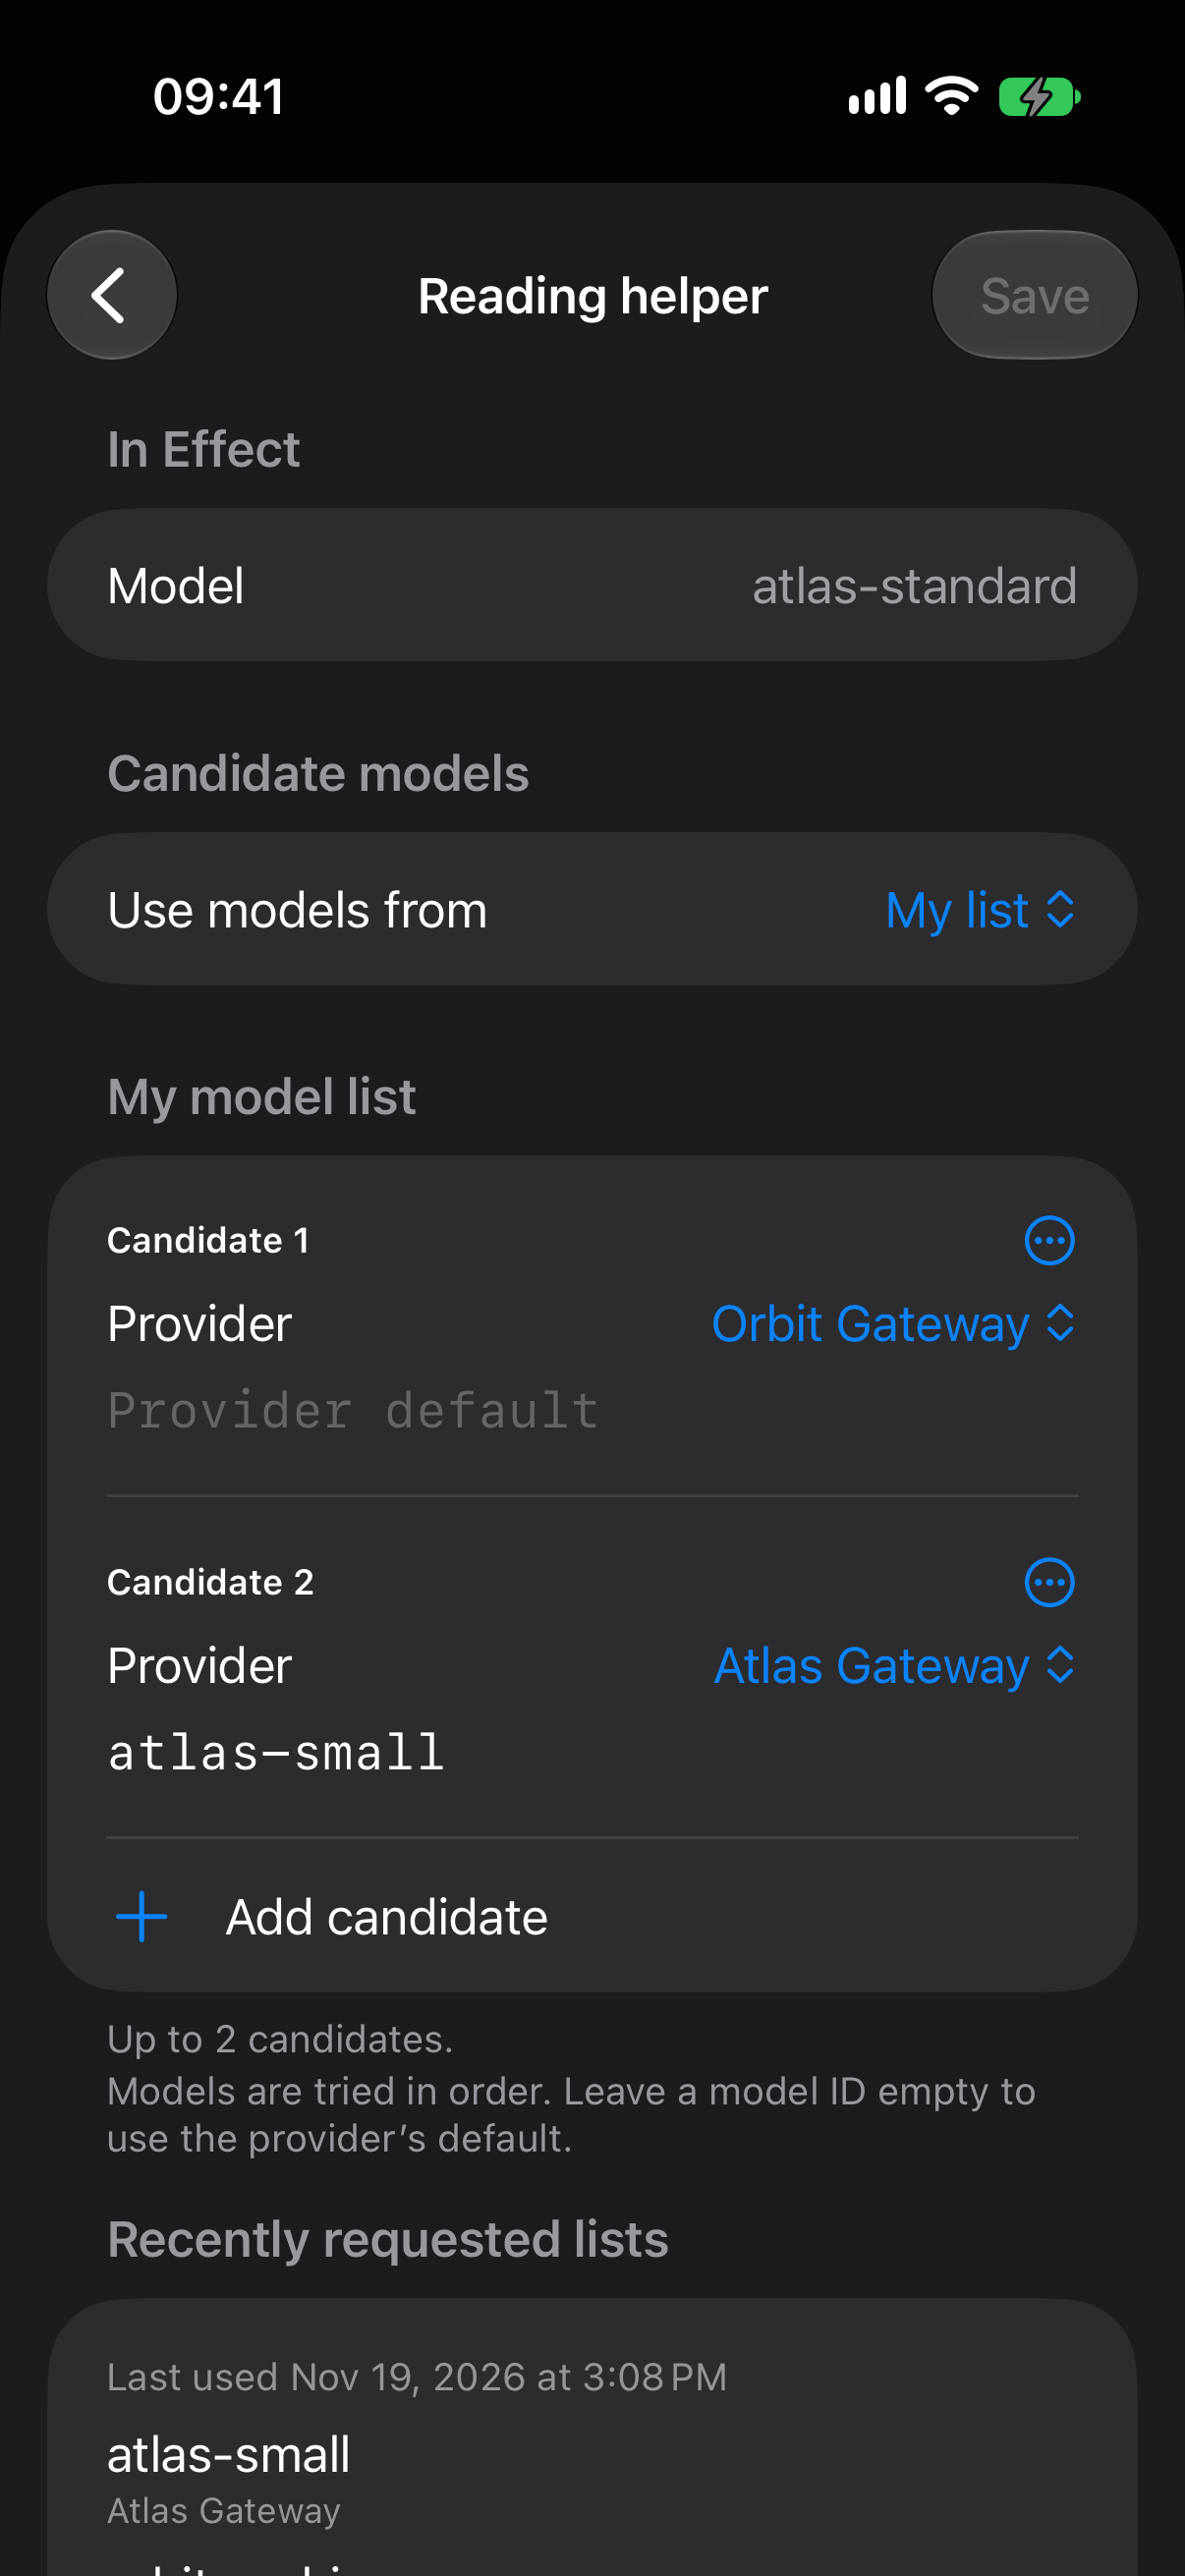 09:41
Reading helper
Save
In Effect
Model atlas-standard
Candidate models
Use models from My list
My model list
Candidate 1
Provider Orbit Gateway
Provider default
Candidate 2
Provider Atlas Gateway
atlas-small
Add candidate
Up to 2 candidates.
Models are tried in order. Leave a model ID empty to
use the provider’s default.
Recently requested lists
Last used Nov 19, 2026 at 3:08 PM
atlas-small
Atlas Gateway